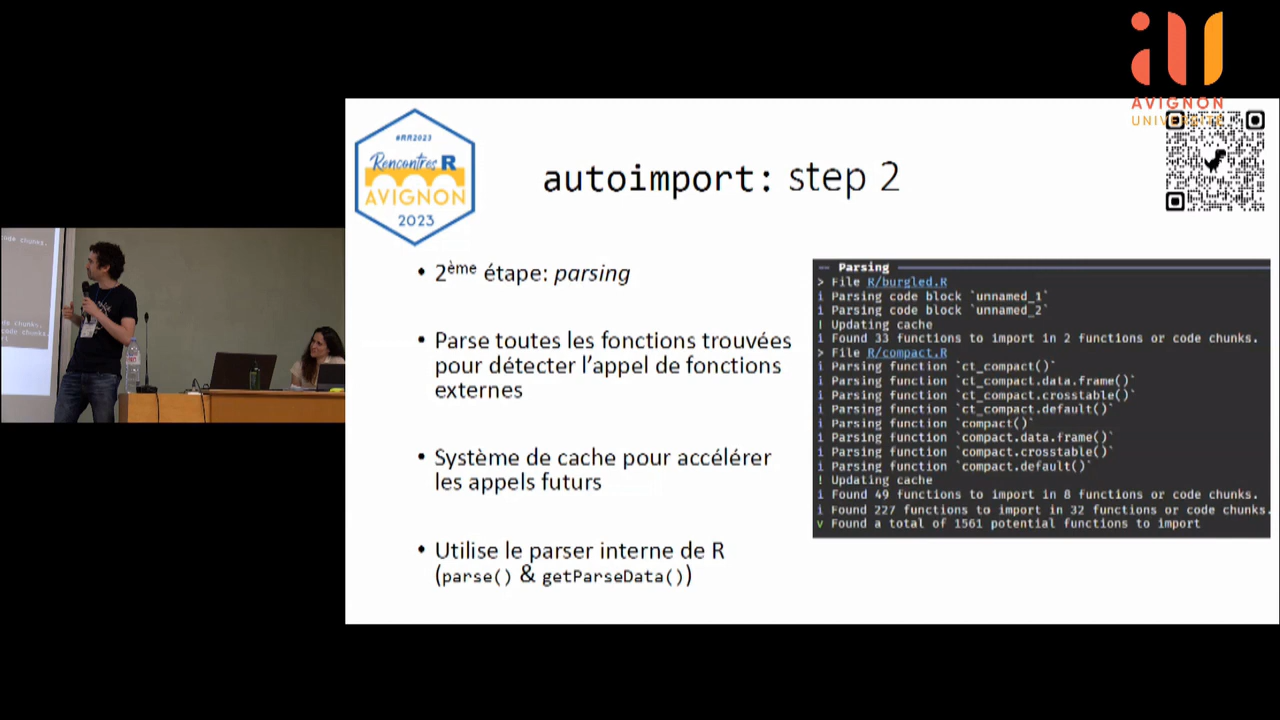 AVIGNON
UNIVERSITÉ
#RR2023
Rencontres R
AVIGNON
2023
autoimport: step 2
• 2ème étape: parsing
• Parse toutes les fonctions trouvées
pour détecter l'appel de fonctions
externes
• Système de cache pour accélérer
les appels futurs
• Utilise le parser interne de R
(parse() & getParseData())
── Parsing ──
> File R/burgled.R
i Parsing code block `unnamed_1`
i Parsing code block `unnamed_2`
! Updating cache
i Found 33 functions to import in 2 functions or code chunks.
> File R/compact.R
i Parsing function `ct_compact()`
i Parsing function `ct_compact.data.frame()`
i Parsing function `ct_compact.crosstable()`
i Parsing function `ct_compact.default()`
i Parsing function `compact()`
i Parsing function `compact.data.frame()`
i Parsing function `compact.crosstable()`
i Parsing function `compact.default()`
! Updating cache
i Found 49 functions to import in 8 functions or code chunks.
i Found 227 functions to import in 32 functions or code chunks.
v Found a total of 1561 potential functions to import
code chunks.